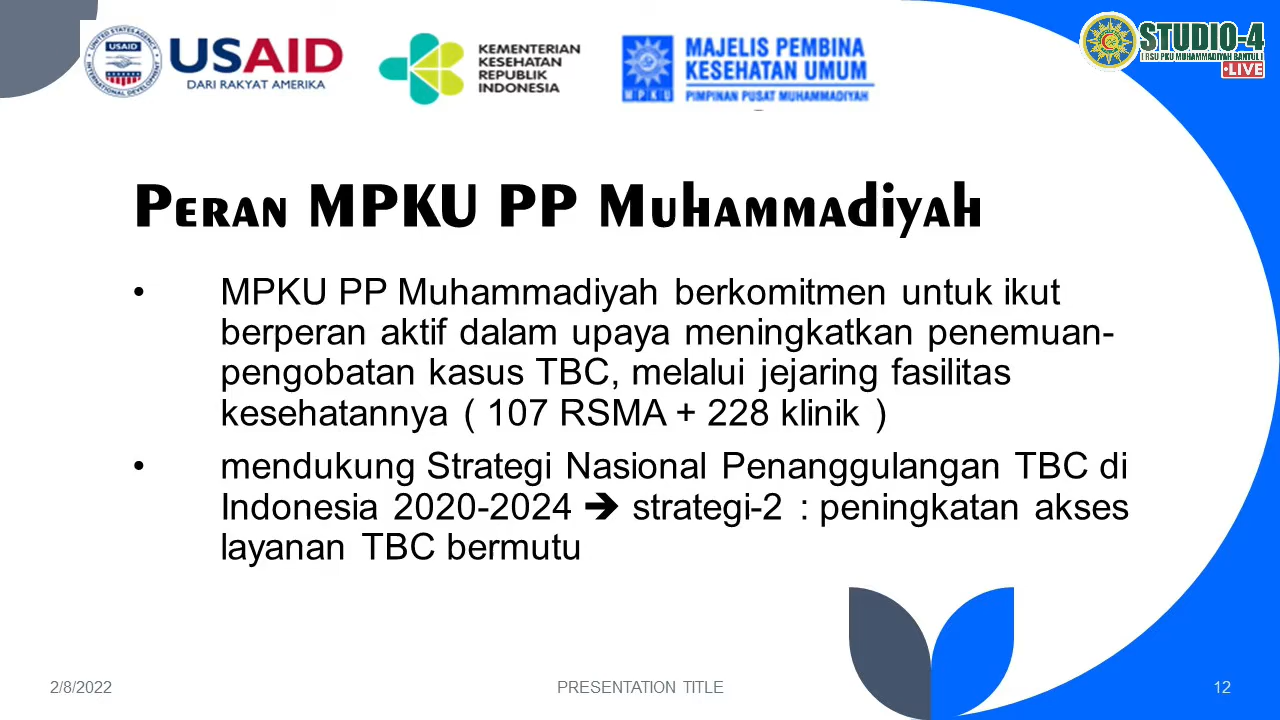 USAID
DARI RAKYAT AMERIKA
KEMENTERIAN
KESEHATAN
REPUBLIK
INDONESIA
MPKU
MAJELIS PEMBINA
KESEHATAN UMUM
PIMPINAN PUSAT MUHAMMADIYAH
STUDIO-4
RSU PKU MUHAMMADIYAH BANTUL
•LIVE
Peran MPKU PP Muhammadiyah
• MPKU PP Muhammadiyah berkomitmen untuk ikut
berperan aktif dalam upaya meningkatkan penemuan-
pengobatan kasus TBC, melalui jejaring fasilitas
kesehatannya ( 107 RSMA + 228 klinik )
• mendukung Strategi Nasional Penanggulangan TBC di
Indonesia 2020-2024 ➔ strategi-2 : peningkatan akses
layanan TBC bermutu
2/8/2022
PRESENTATION TITLE
12